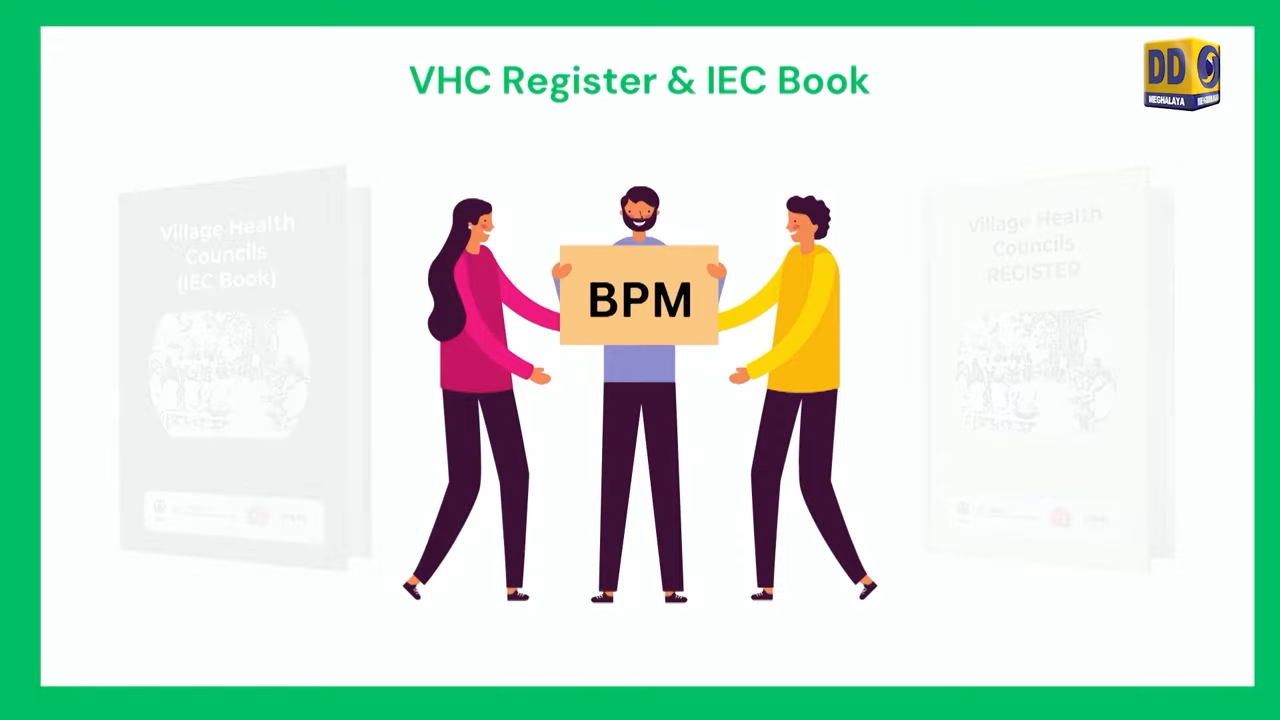 VHC Register & IEC Book
DD
MEGHALAYA
Village Health
Councils
(IEC Book)
BPM
Village Health
Councils
REGISTER